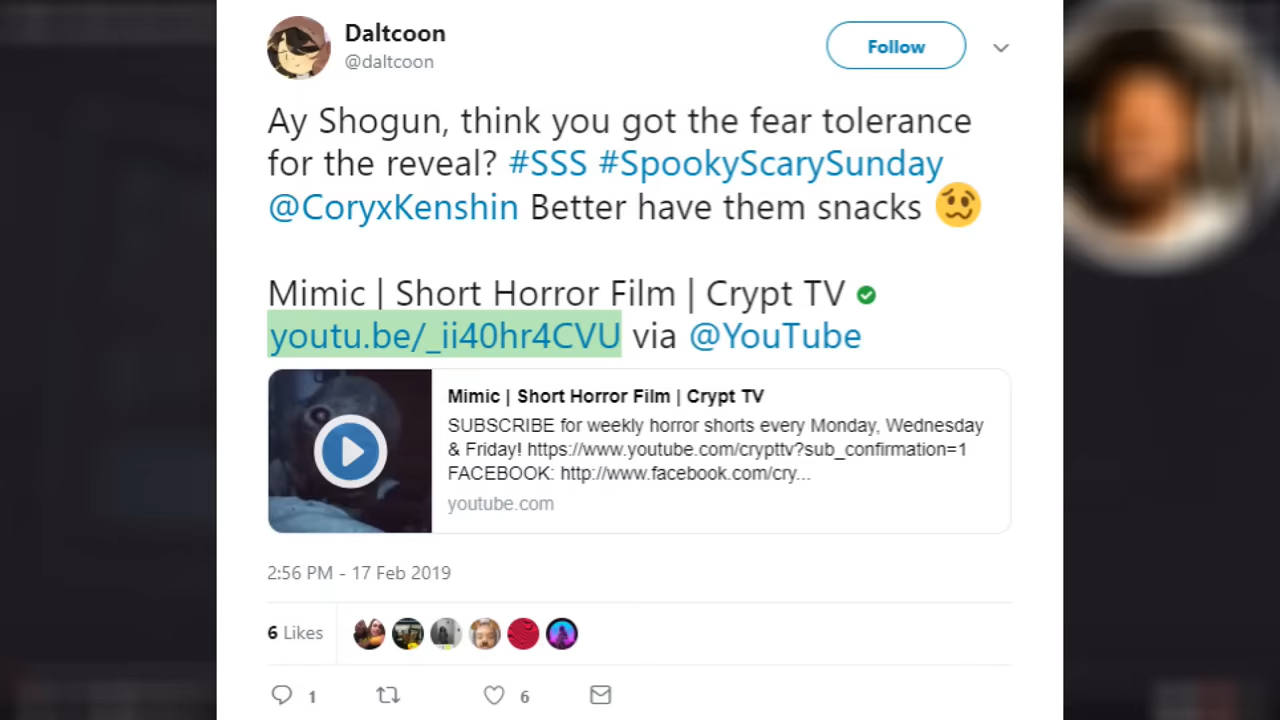 Daltcoon
@daltcoon
Follow
Ay Shogun, think you got the fear tolerance
for the reveal? #SSS #SpookyScarySunday
@CoryxKenshin Better have them snacks 🥴
Mimic | Short Horror Film | Crypt TV
youtu.be/_ii40hr4CVU via @YouTube
Mimic | Short Horror Film | Crypt TV
SUBSCRIBE for weekly horror shorts every Monday, Wednesday
& Friday! https://www.youtube.com/crypttv?sub_confirmation=1
FACEBOOK: http://www.facebook.com/cry...
youtube.com
2:56 PM - 17 Feb 2019
6 Likes
1
6